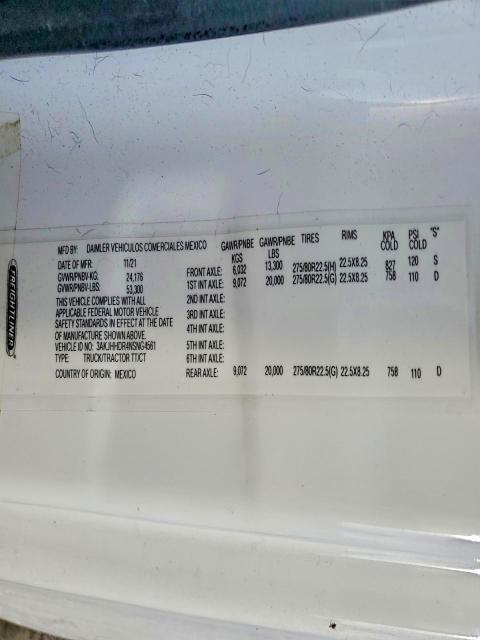 FREIGHTLINER
MFD BY: DAIMLER VEHICULOS COMERCIALES MEXICO GAWR/PNBE GAWR/PNBE TIRES RIMS KPA PSI "S"
KGS LBS COLD COLD
DATE OF MFR: 11/21 FRONT AXLE: 6,032 13,300 275/80R22.5(H) 22.5X8.25 827 120 S
GVWR/PNBV-KG: 24,176 1ST INT AXLE: 9,072 20,000 275/80R22.5(G) 22.5X8.25 758 110 D
GVWR/PNBV-LBS: 53,300 2ND INT AXLE:
THIS VEHICLE COMPLIES WITH ALL
APPLICABLE FEDERAL MOTOR VEHICLE 3RD INT AXLE:
SAFETY STANDARDS IN EFFECT AT THE DATE 4TH INT AXLE:
OF MANUFACTURE SHOWN ABOVE.
VEHICLE ID NO: 3AKJHHDR4NSNG4561 5TH INT AXLE:
TYPE: TRUCK/TRACTOR TT/CT 6TH INT AXLE:
COUNTRY OF ORIGIN: MEXICO REAR AXLE: 9,072 20,000 275/80R22.5(G) 22.5X8.25 758 110 D